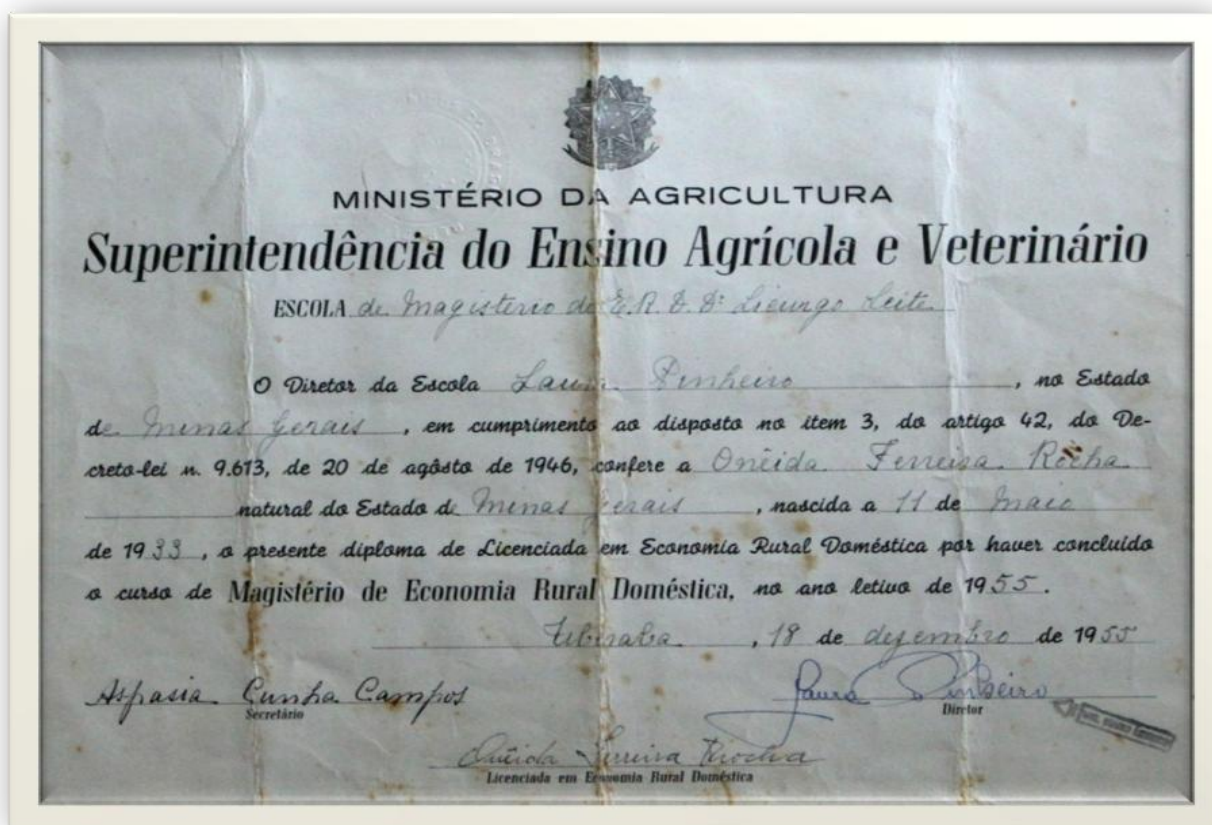 MINISTÉRIO DA AGRICULTURA
Superintendência do Ensino Agrícola e Veterinário
ESCOLA de Magisterio de E.R.D. Dr. Licurgo Leite
O Diretor da Escola Laura Pinheiro, no Estado
de Minas Gerais, em cumprimento ao disposto no item 3, do artigo 42, do De-
creto-lei n. 9.613, de 20 de agôsto de 1946, confere a Onêida Ferreira Rocha
natural do Estado de Minas Gerais, nascida a 11 de Maio
de 1933, o presente diploma de Licenciada em Economia Rural Doméstica por haver concluído
o curso de Magistério de Economia Rural Doméstica, no ano letivo de 1955.
Uberaba, 18 de dezembro de 1955
Aspasia Cunha Campos
Secretário
Laura Pinheiro
Diretor
Onêida Ferreira Rocha
Licenciada em Economia Rural Doméstica